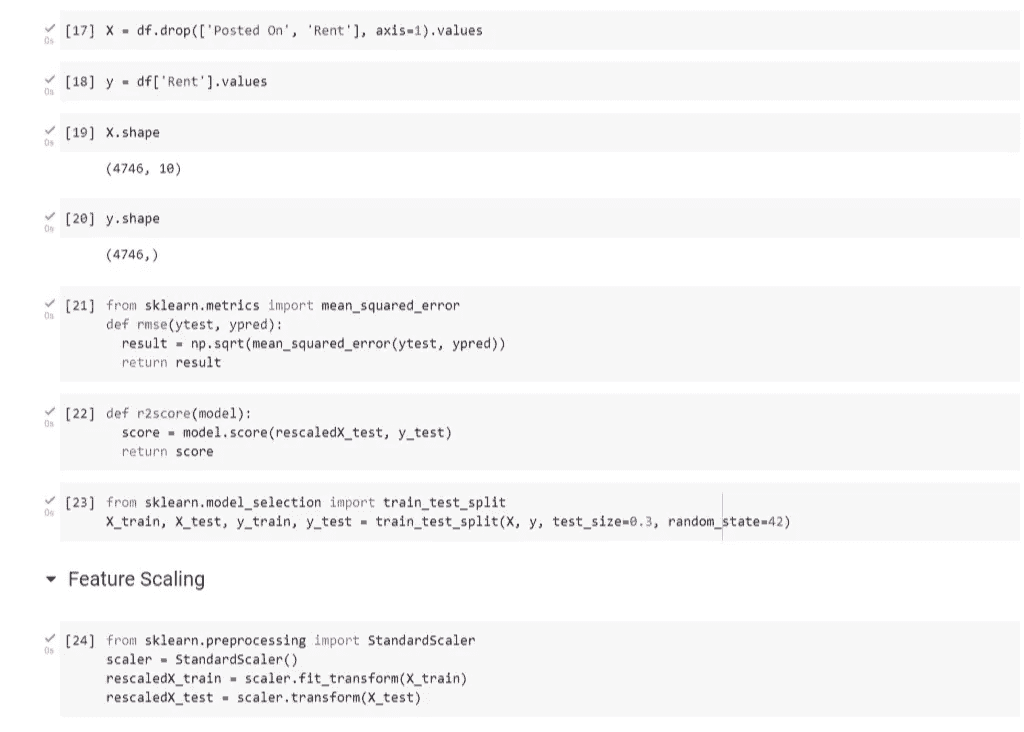 [17] X = df.drop(['Posted On', 'Rent'], axis=1).values
0s
[18] y = df['Rent'].values
0s
[19] X.shape
0s
(4746, 10)
[20] y.shape
0s
(4746,)
[21] from sklearn.metrics import mean_squared_error
0s
def rmse(ytest, ypred):
result = np.sqrt(mean_squared_error(ytest, ypred))
return result
[22] def r2score(model):
0s
score = model.score(rescaledX_test, y_test)
return score
[23] from sklearn.model_selection import train_test_split
0s
X_train, X_test, y_train, y_test = train_test_split(X, y, test_size=0.3, random_state=42)
Feature Scaling
[24] from sklearn.preprocessing import StandardScaler
0s
scaler = StandardScaler()
rescaledX_train = scaler.fit_transform(X_train)
rescaledX_test = scaler.transform(X_test)